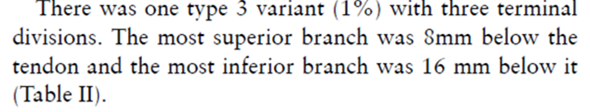 There was one type 3 variant (1%) with three terminal
divisions. The most superior branch was 8mm below the
tendon and the most inferior branch was 16 mm below it
(Table II).